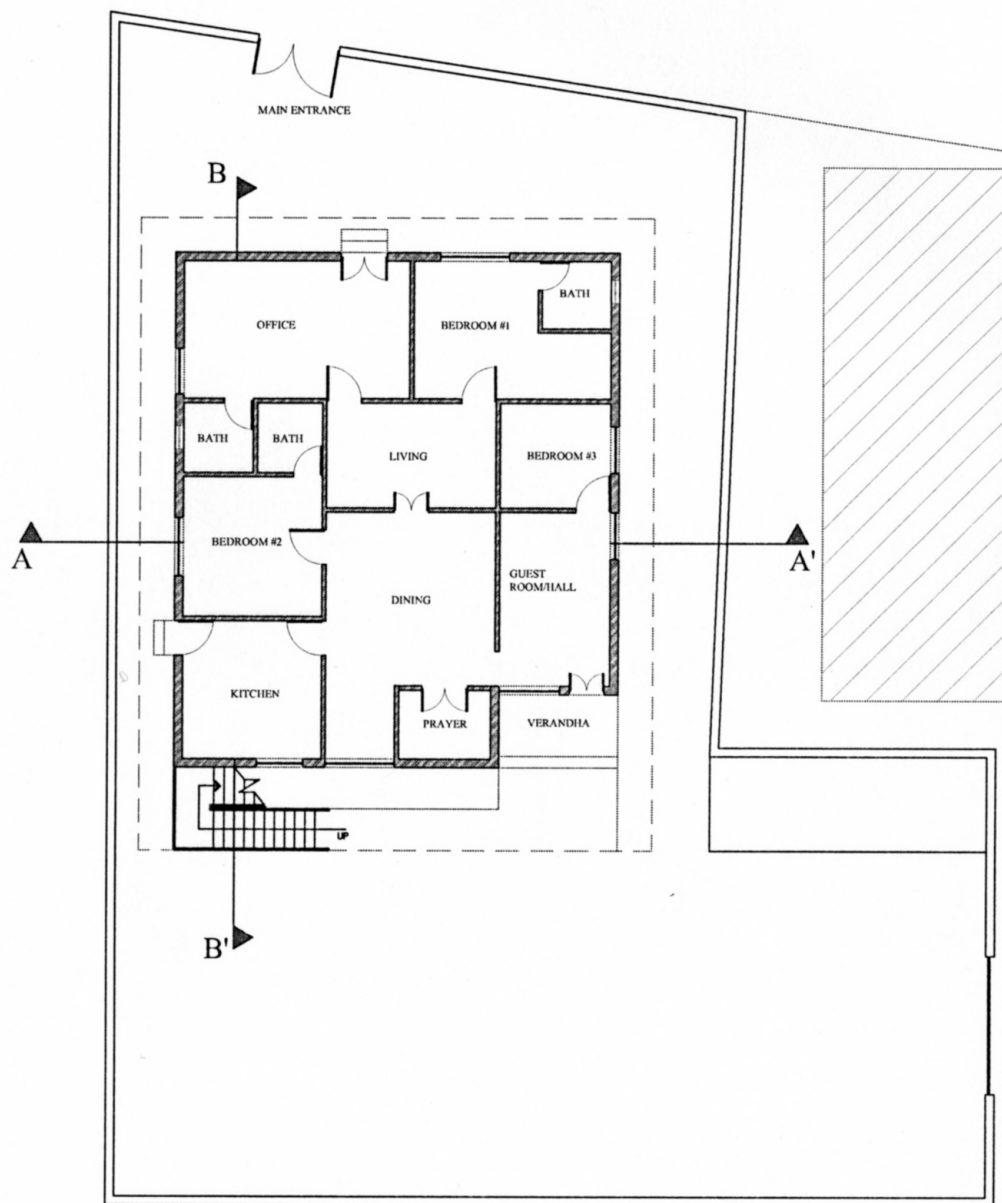 MAIN ENTRANCE
B
BATH
OFFICE
BEDROOM #1
BATH
BATH
LIVING
BEDROOM #3
A
BEDROOM #2
A'
GUEST
ROOM/HALL
DINING
KITCHEN
PRAYER
VERANDHA
UP
B'